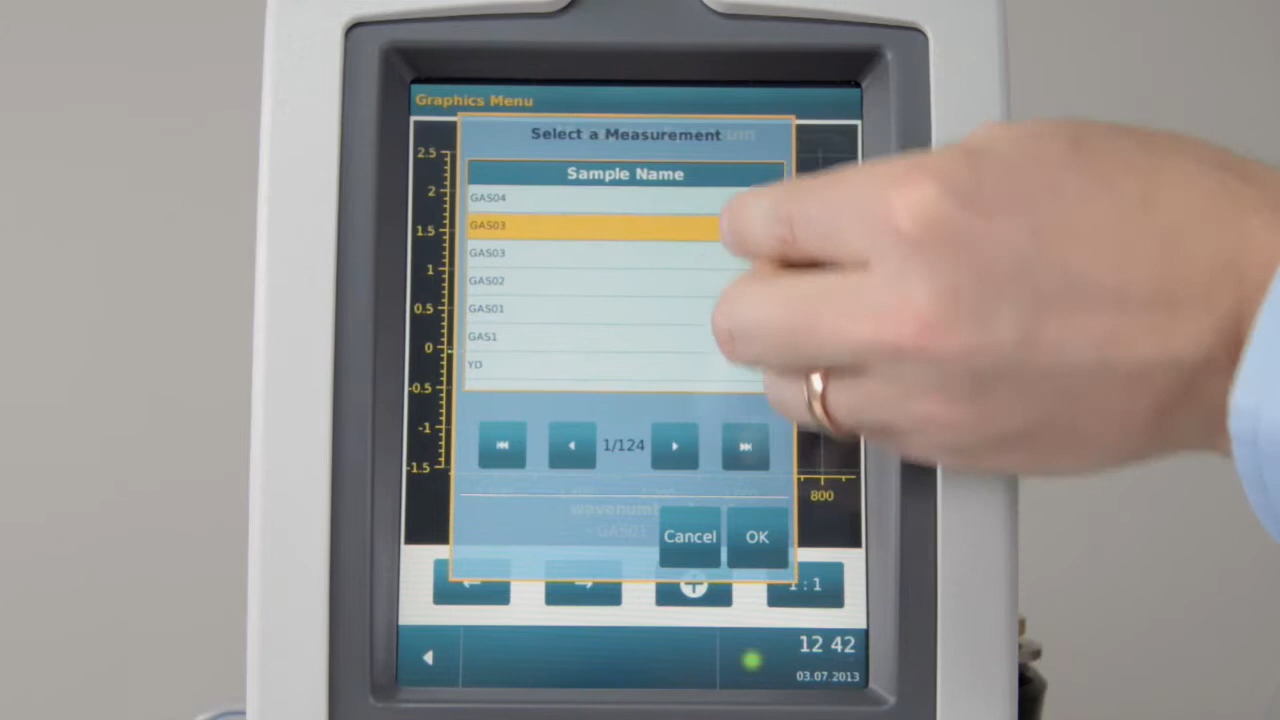 Graphics Menu
Select a Measurement
Sample Name
GAS04
GAS03
GAS03
GAS02
GAS01
GAS1
YD
2.5
2
1.5
1
0.5
0
-0.5
-1
-1.5
1/124
800
- GAS01
Cancel OK
1:1
12 42
03.07.2013